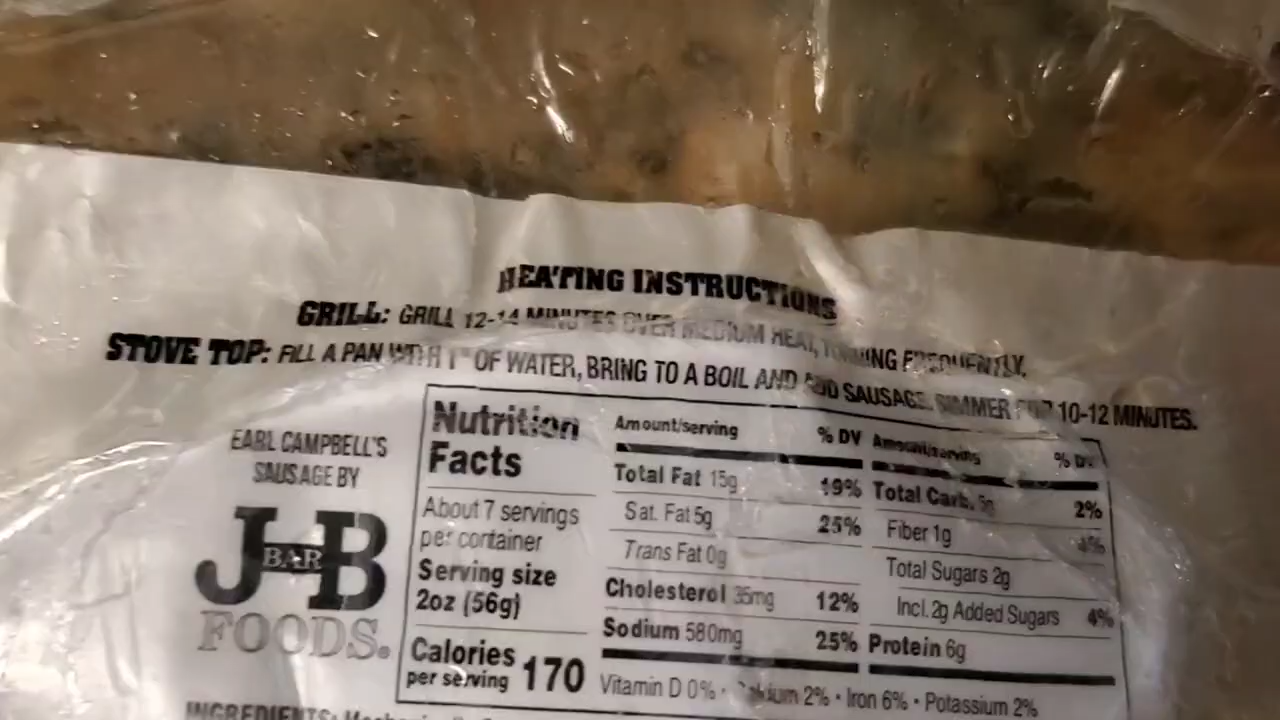 HEATING INSTRUCTIONS
GRILL: GRILL 12-14 MINUTES OVER MEDIUM HEAT, TURNING FREQUENTLY.
STOVE TOP: FILL A PAN WITH 1" OF WATER, BRING TO A BOIL AND ADD SAUSAGE. SIMMER FOR 10-12 MINUTES.
EARL CAMPBELL'S
SAUSAGE BY
J BAR B
FOODS®
Nutrition
Facts
About 7 servings
per container
Serving size
2oz (56g)
Calories
per serving 170
Amount/serving % DV
Total Fat 15g 19%
Sat. Fat 5g 25%
Trans Fat 0g
Cholesterol 35mg 12%
Sodium 580mg 25%
Amount/serving % DV
Total Carb. 5g 2%
Fiber 1g 4%
Total Sugars 2g
Incl. 2g Added Sugars 4%
Protein 6g
Vitamin D 0% • Calcium 2% • Iron 6% • Potassium 2%
INGREDIENTS: